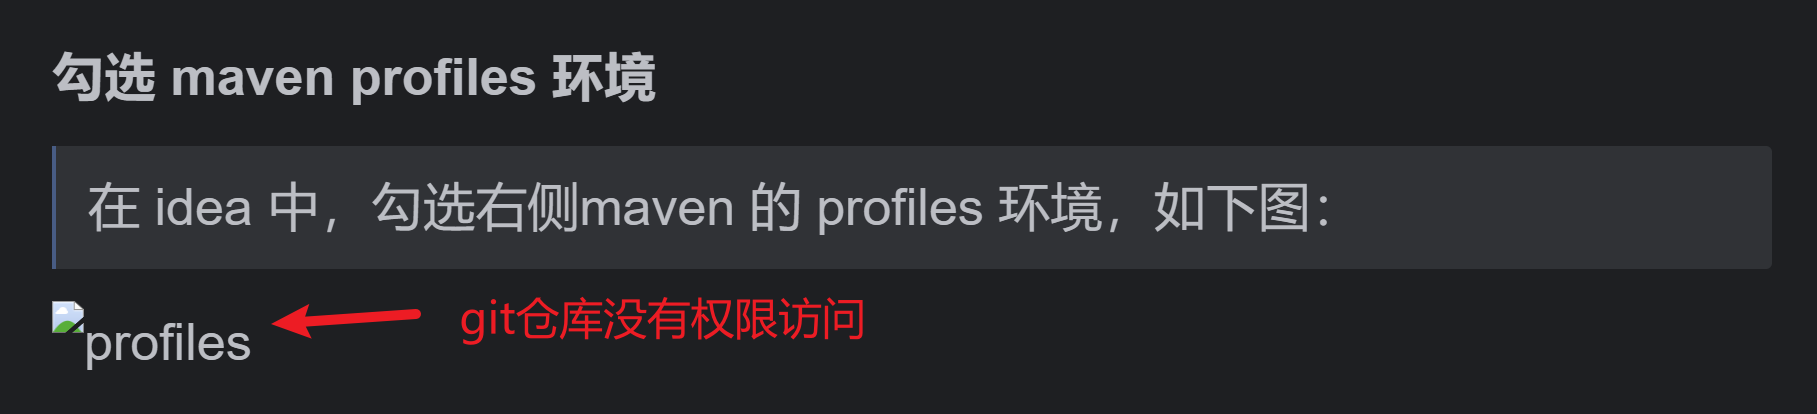 勾选 maven profiles 环境
在 idea 中，勾选右侧maven 的 profiles 环境，如下图：
profiles
git仓库没有权限访问